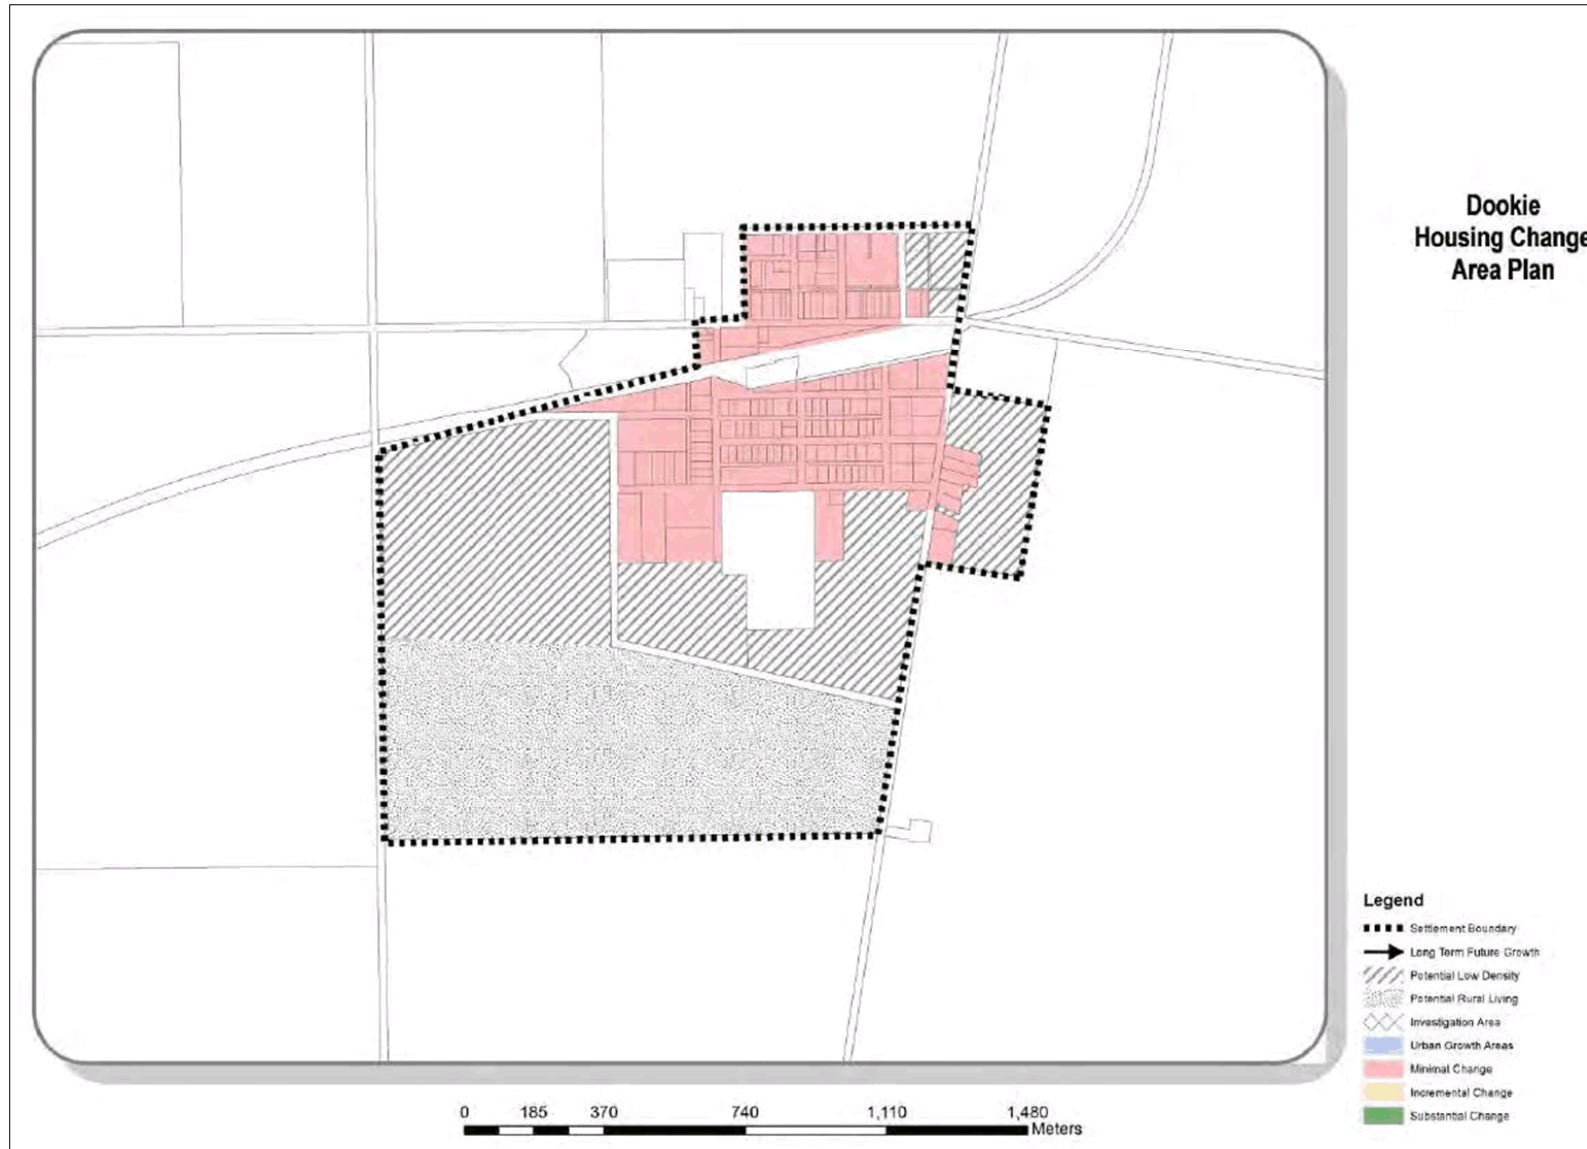 Dookie
Housing Change
Area Plan
Legend
Settlement Boundary
Long Term Future Growth
Potential Low Density
Potential Rural Living
Investigation Area
Urban Growth Areas
Minimal Change
Incremental Change
Substantial Change
0 185 370 740 1,110 1,480
Meters